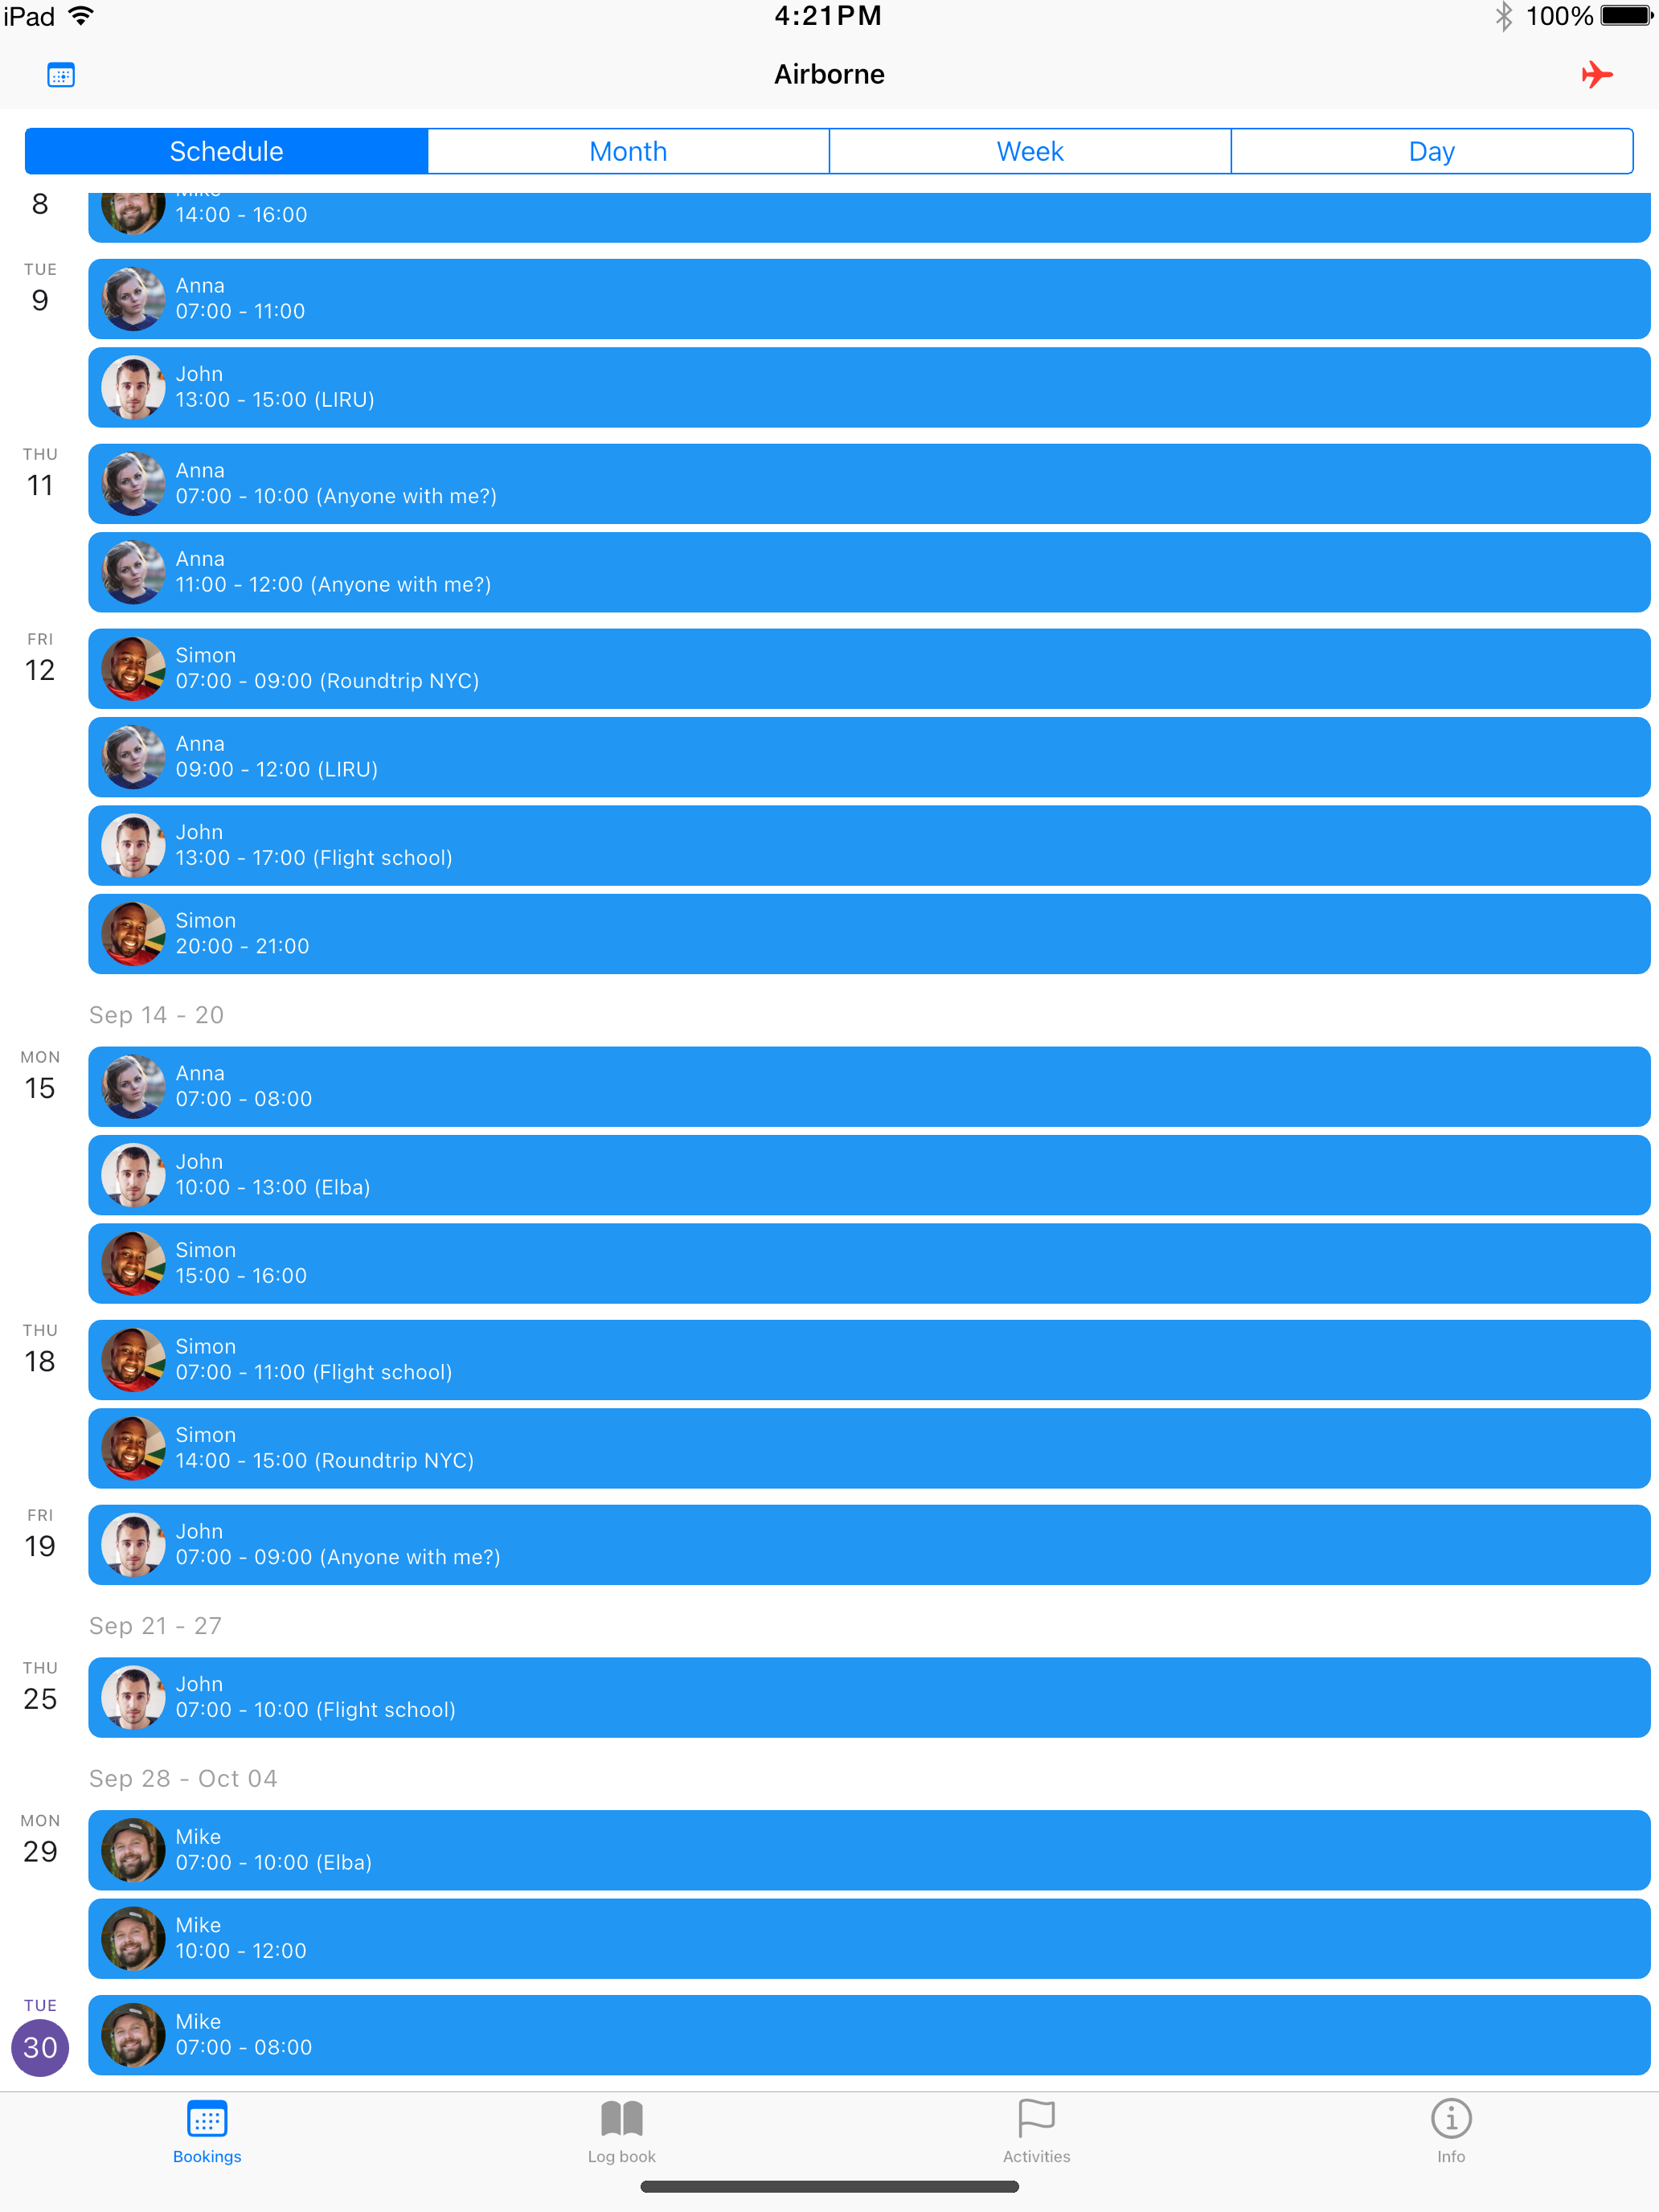 iPad 4:21PM 100%
Airborne
Schedule Month Week Day
8
Mike
14:00 - 16:00
TUE
9
Anna
07:00 - 11:00
John
13:00 - 15:00 (LIRU)
THU
11
Anna
07:00 - 10:00 (Anyone with me?)
Anna
11:00 - 12:00 (Anyone with me?)
FRI
12
Simon
07:00 - 09:00 (Roundtrip NYC)
Anna
09:00 - 12:00 (LIRU)
John
13:00 - 17:00 (Flight school)
Simon
20:00 - 21:00
Sep 14 - 20
MON
15
Anna
07:00 - 08:00
John
10:00 - 13:00 (Elba)
Simon
15:00 - 16:00
THU
18
Simon
07:00 - 11:00 (Flight school)
Simon
14:00 - 15:00 (Roundtrip NYC)
FRI
19
John
07:00 - 09:00 (Anyone with me?)
Sep 21 - 27
THU
25
John
07:00 - 10:00 (Flight school)
Sep 28 - Oct 04
MON
29
Mike
07:00 - 10:00 (Elba)
Mike
10:00 - 12:00
TUE
30
Mike
07:00 - 08:00
Bookings Log book Activities Info